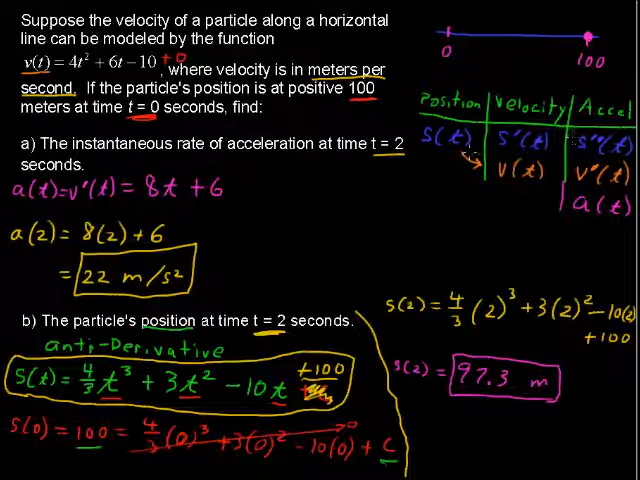 Suppose the velocity of a particle along a horizontal
line can be modeled by the function
v(t) = 4t² + 6t − 10 +0 , where velocity is in meters per
second. If the particle's position is at positive 100
meters at time t = 0 seconds, find:
a) The instantaneous rate of acceleration at time t = 2
seconds.
a(t)=v'(t) = 8t + 6
a(2) = 8(2) + 6
= 22 m/s²
b) The particle's position at time t = 2 seconds.
anti-Derivative
s(t) = 4/3 t³ + 3t² − 10t +100
s(0) = 100 = 4/3 (0)³ + 3(0)² − 10(0) + C
0
0 100
Position Velocity Accel
s(t) s'(t) s''(t)
v(t) v'(t)
a(t)
s(2) = 4/3 (2)³ + 3(2)² − 10(2)
+100
s(2) = 97.3 m